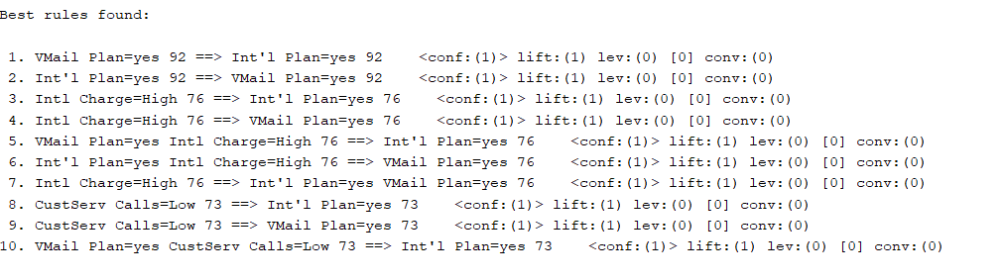 Best rules found:
1. VMail Plan=yes 92 ==> Int'l Plan=yes 92    <conf:(1)> lift:(1) lev:(0) [0] conv:(0)
2. Int'l Plan=yes 92 ==> VMail Plan=yes 92    <conf:(1)> lift:(1) lev:(0) [0] conv:(0)
3. Intl Charge=High 76 ==> Int'l Plan=yes 76    <conf:(1)> lift:(1) lev:(0) [0] conv:(0)
4. Intl Charge=High 76 ==> VMail Plan=yes 76    <conf:(1)> lift:(1) lev:(0) [0] conv:(0)
5. VMail Plan=yes Intl Charge=High 76 ==> Int'l Plan=yes 76    <conf:(1)> lift:(1) lev:(0) [0] conv:(0)
6. Int'l Plan=yes Intl Charge=High 76 ==> VMail Plan=yes 76    <conf:(1)> lift:(1) lev:(0) [0] conv:(0)
7. Intl Charge=High 76 ==> Int'l Plan=yes VMail Plan=yes 76    <conf:(1)> lift:(1) lev:(0) [0] conv:(0)
8. CustServ Calls=Low 73 ==> Int'l Plan=yes 73    <conf:(1)> lift:(1) lev:(0) [0] conv:(0)
9. CustServ Calls=Low 73 ==> VMail Plan=yes 73    <conf:(1)> lift:(1) lev:(0) [0] conv:(0)
10. VMail Plan=yes CustServ Calls=Low 73 ==> Int'l Plan=yes 73    <conf:(1)> lift:(1) lev:(0) [0] conv:(0)